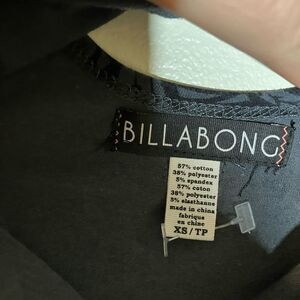 BILLABONG
57% cotton
38% polyester
5% spandex
57% coton
38% polyester
5% elasthanne
made in china
fabriqué
en chine
XS / TP